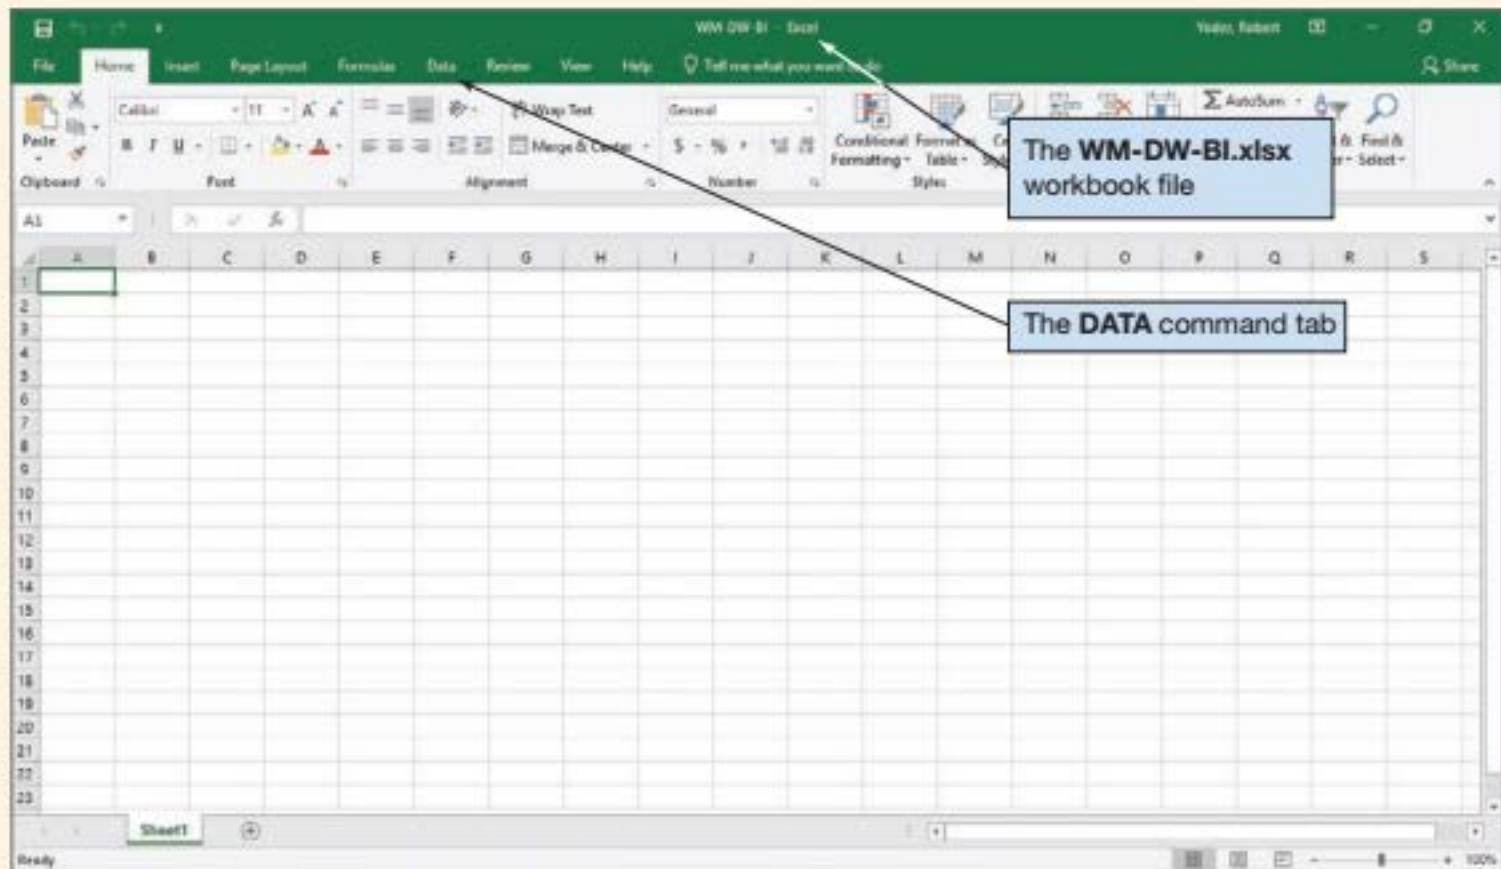 WM-DW-BI - Excel
Yoder, Robert
File Home Insert Page Layout Formulas Data Review View Help Tell me what you want to do
Share
Paste
Calibri 11
Wrap Text
General
AutoSum
B I U
Merge & Center
$ - % ,
Conditional Formatting
Format as Table
& Find &
Select
Clipboard Font Alignment Number Styles
The WM-DW-BI.xlsx
workbook file
A1
fx
A B C D E F G H I J K L M N O P Q R S
The DATA command tab
1
2
3
4
5
6
7
8
9
10
11
12
13
14
15
16
17
18
19
20
21
22
23
Sheet1
Ready
100%